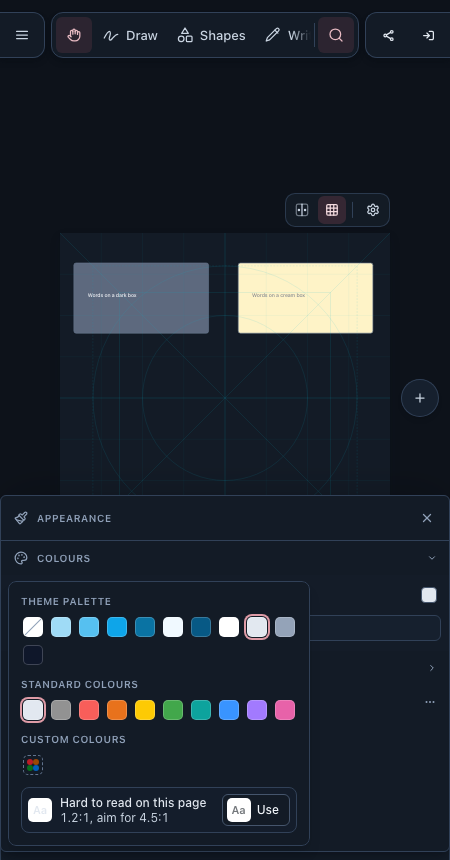 Draw
Shapes
Wri
Words on a dark box
Words on a cream box
APPEARANCE
COLOURS
THEME PALETTE
STANDARD COLOURS
CUSTOM COLOURS
Aa
Hard to read on this page
1.2:1, aim for 4.5:1
Aa
Use